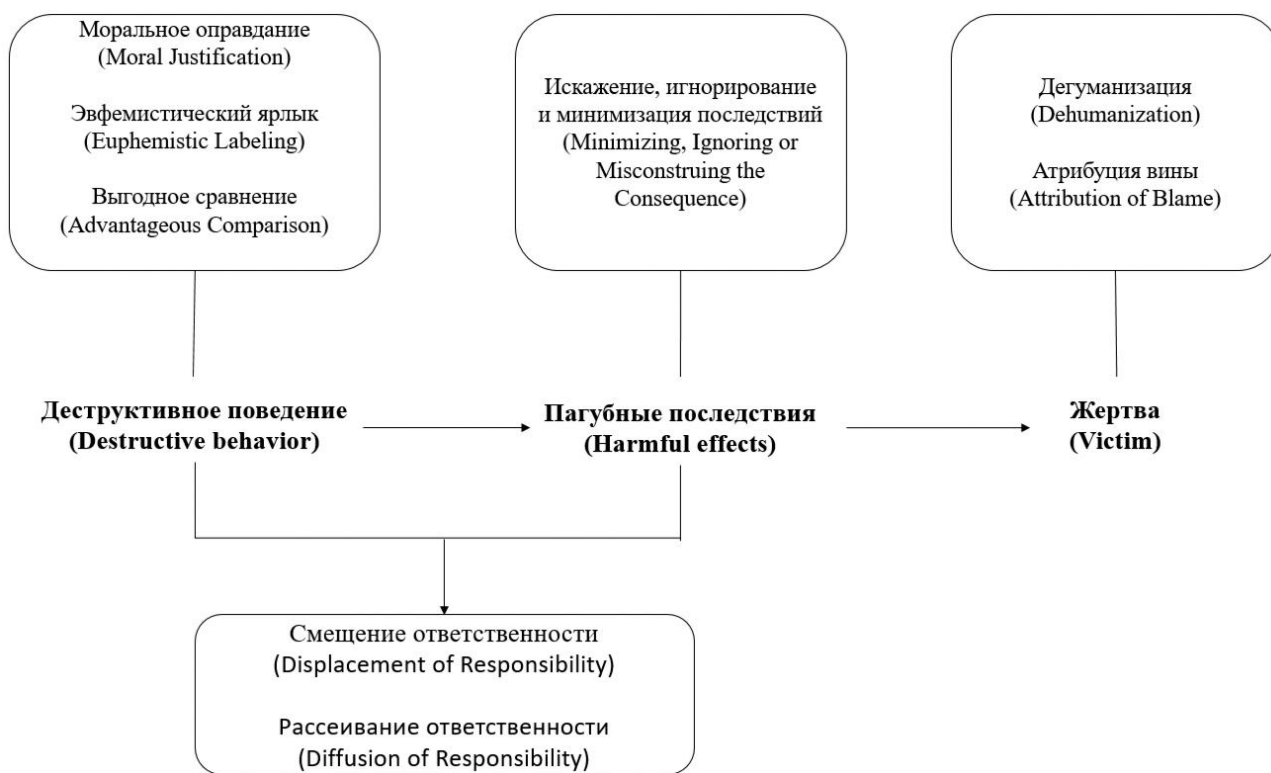 Моральное оправдание
(Moral Justification)
Эвфемистический ярлык
(Euphemistic Labeling)
Выгодное сравнение
(Advantageous Comparison)
Искажение, игнорирование
и минимизация последствий
(Minimizing, Ignoring or
Misconstruing the
Consequence)
Дегуманизация
(Dehumanization)
Атрибуция вины
(Attribution of Blame)
Деструктивное поведение
(Destructive behavior)
Пагубные последствия
(Harmful effects)
Жертва
(Victim)
Смещение ответственности
(Displacement of Responsibility)
Рассеивание ответственности
(Diffusion of Responsibility)